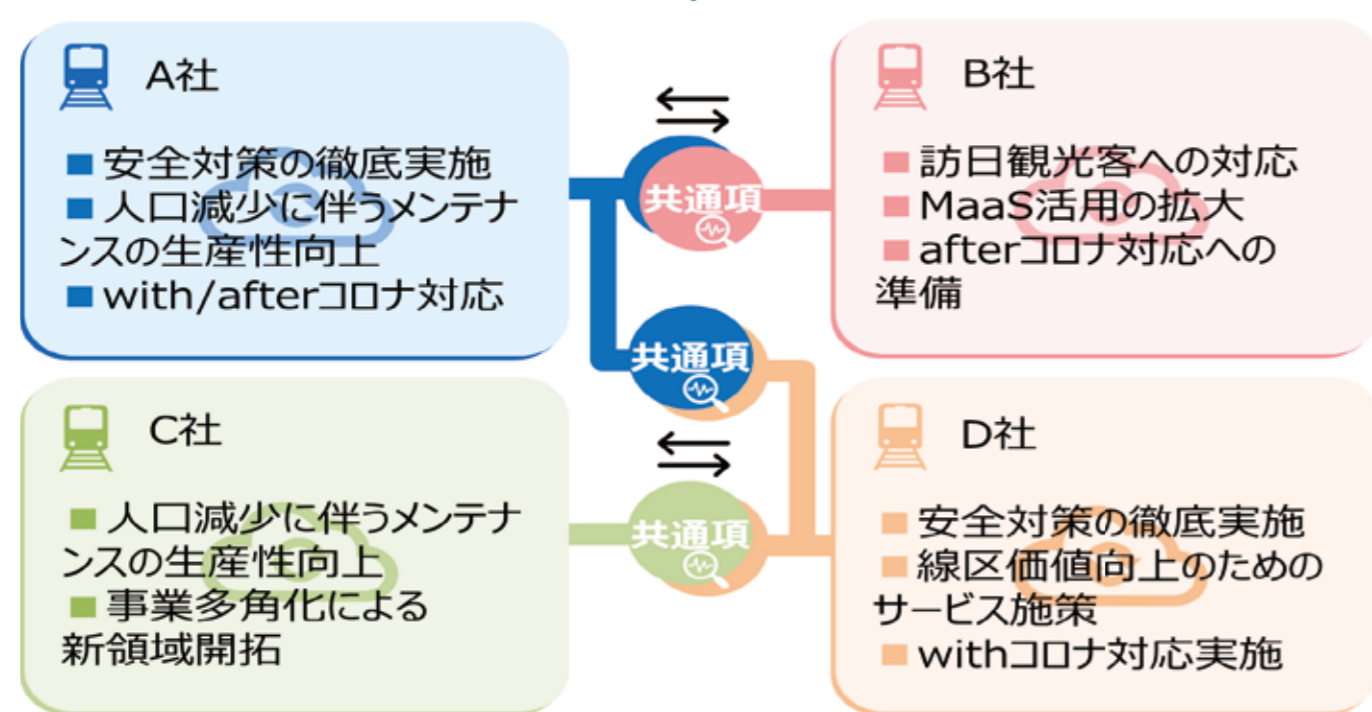 A社
■安全対策の徹底実施
■人口減少に伴うメンテナ
ンスの生産性向上
■with/afterコロナ対応
共通項
B社
■訪日観光客への対応
■MaaS活用の拡大
■afterコロナ対応への
準備
共通項
C社
■人口減少に伴うメンテナ
ンスの生産性向上
■事業多角化による
新領域開拓
共通項
D社
■安全対策の徹底実施
■線区価値向上のための
サービス施策
■withコロナ対応実施